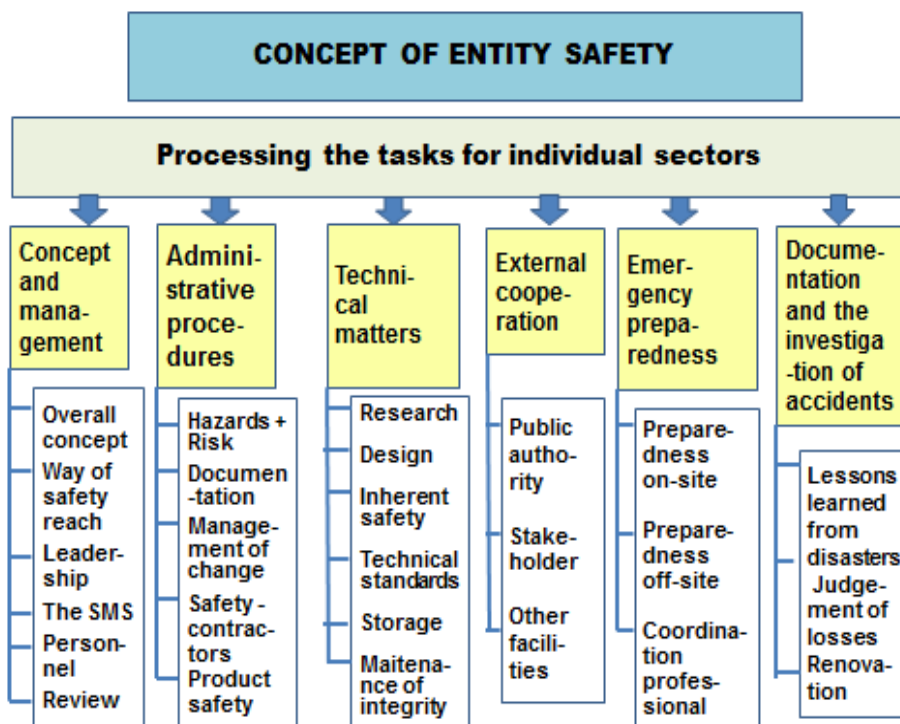 CONCEPT OF ENTITY SAFETY
Processing the tasks for individual sectors
Concept
and
mana-
gement
Overall
concept
Way of
safety
reach
Leader-
ship
The SMS
Person-
nel
Review
Admini-
strative
proce-
dures
Hazards +
Risk
Documen
-tation
Manage-
ment of
change
Safety -
contrac-
tors
Product
safety
Techni-
cal
matters
Research
Design
Inherent
safety
Technical
standards
Storage
Maitena-
nce of
integrity
External
coope-
ration
Public
autho-
rity
Stake-
holder
Other
facili-
ties
Emer-
gency
prepa-
redness
Prepare-
dness
on-site
Prepare-
dness
off-site
Coordina-
tion
profes-
sional
Docume-
ntation
and the
investiga
-tion of
accidents
Lessons
learned
from
disasters
Judge-
ment of
losses
Renova-
tion